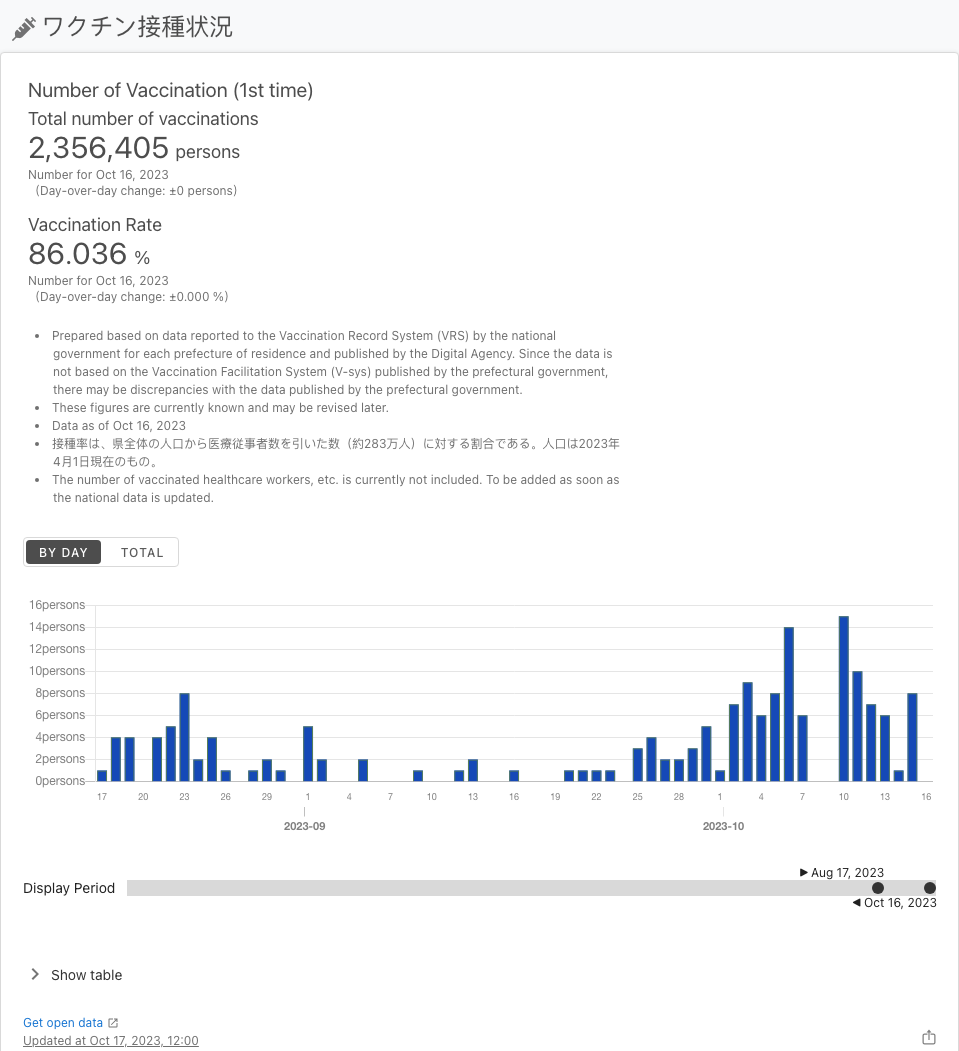 ワクチン接種状況
Number of Vaccination (1st time)
Total number of vaccinations
2,356,405 persons
Number for Oct 16, 2023
(Day-over-day change: ±0 persons)
Vaccination Rate
86.036 %
Number for Oct 16, 2023
(Day-over-day change: ±0.000 %)
• Prepared based on data reported to the Vaccination Record System (VRS) by the national
government for each prefecture of residence and published by the Digital Agency. Since the data is
not based on the Vaccination Facilitation System (V-sys) published by the prefectural government,
there may be discrepancies with the data published by the prefectural government.
• These figures are currently known and may be revised later.
• Data as of Oct 16, 2023
• 接種率は、県全体の人口から医療従事者数を引いた数（約283万人）に対する割合である。人口は2023年
4月1日現在のもの。
• The number of vaccinated healthcare workers, etc. is currently not included. To be added as soon as
the national data is updated.
BY DAY TOTAL
16persons
14persons
12persons
10persons
8persons
6persons
4persons
2persons
0persons
17 20 23 26 29 1 4 7 10 13 16 19 22 25 28 1 4 7 10 13 16
2023-09 2023-10
▶ Aug 17, 2023
Display Period
◀ Oct 16, 2023
Show table
Get open data
Updated at Oct 17, 2023, 12:00